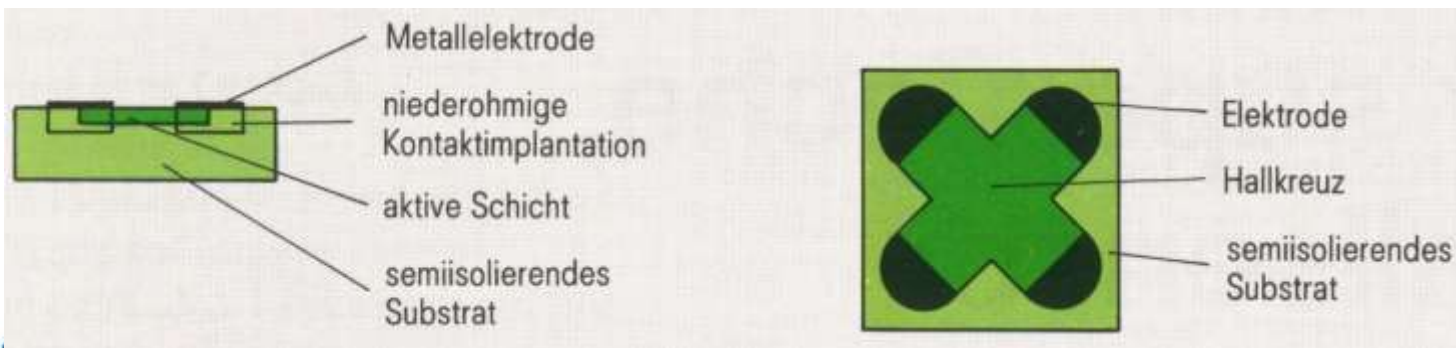 Metallelektrode
niederohmige
Kontaktimplantation
aktive Schicht
semiisolierendes
Substrat
Elektrode
Hallkreuz
semiisolierendes
Substrat